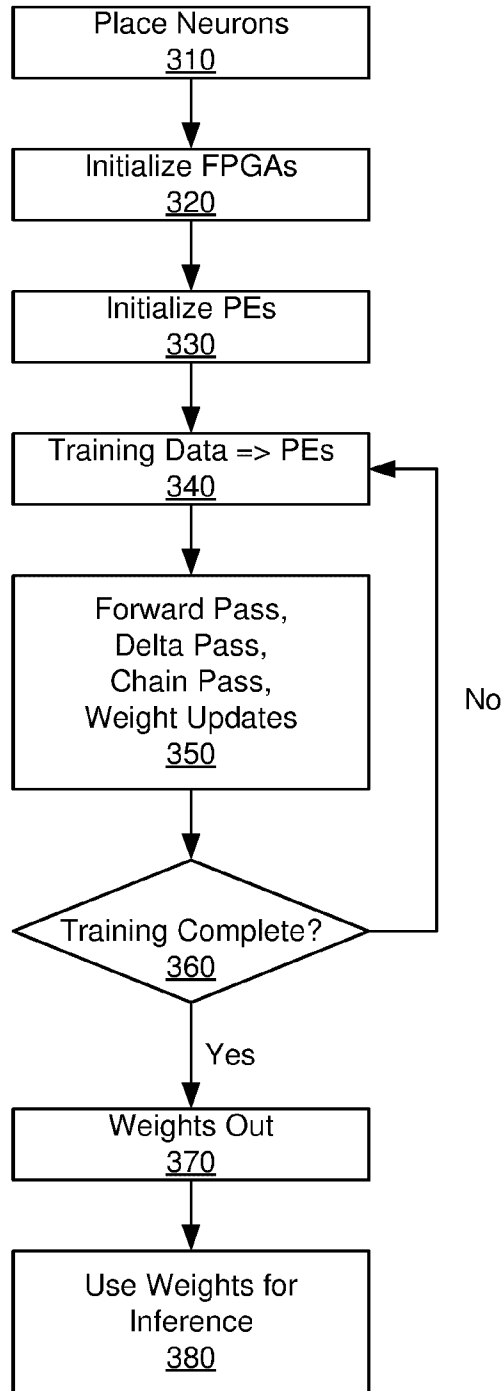 Place Neurons
310
Initialize FPGAs
320
Initialize PEs
330
Training Data => PEs
340
Forward Pass,
Delta Pass,
Chain Pass,
Weight Updates
350
No
Training Complete?
360
Yes
Weights Out
370
Use Weights for
Inference
380